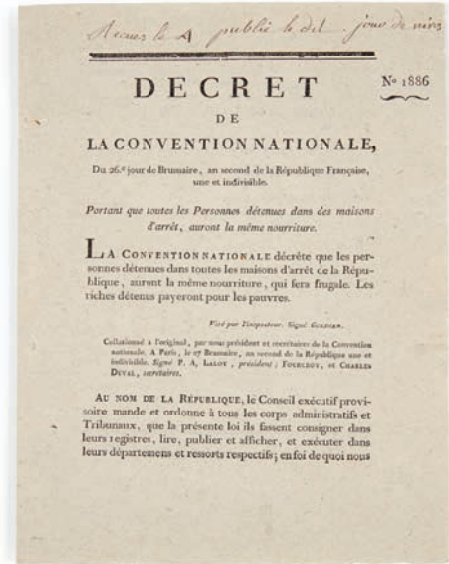 Recues le 4 publié le dit jour de nivos
DECRET
N.o 1886
DE
LA CONVENTION NATIONALE,
Du 26.e jour de Brumaire, an second de la République Française,
une et indivisible.
Portant que toutes les Personnes détenues dans des maisons
d'arrêt, auront la même nourriture.
LA CONVENTION NATIONALE décrète que les per-
sonnes détenues dans toutes les maisons d'arrêt de la Répu-
blique, auront la même nourriture, qui sera frugale. Les
riches détenus payeront pour les pauvres.
Visé par l'inspecteur. Signé
Collationné à l'original, par nous président et secrétaires de la Convention
nationale. A Paris, le 27 Brumaire, an second de la République une et
indivisible. Signé P. A. LALOY, président; FOURCROY, et CHARLES
DUVAL, secrétaires.
AU NOM DE LA RÉPUBLIQUE, le Conseil exécutif provi-
soire mande et ordonne à tous les corps administratifs et
Tribunaux, que la présente loi ils fassent consigner dans
leurs registres, lire, publier et afficher, et exécuter dans
leurs départemens et ressorts respectifs; en foi de quoi nous